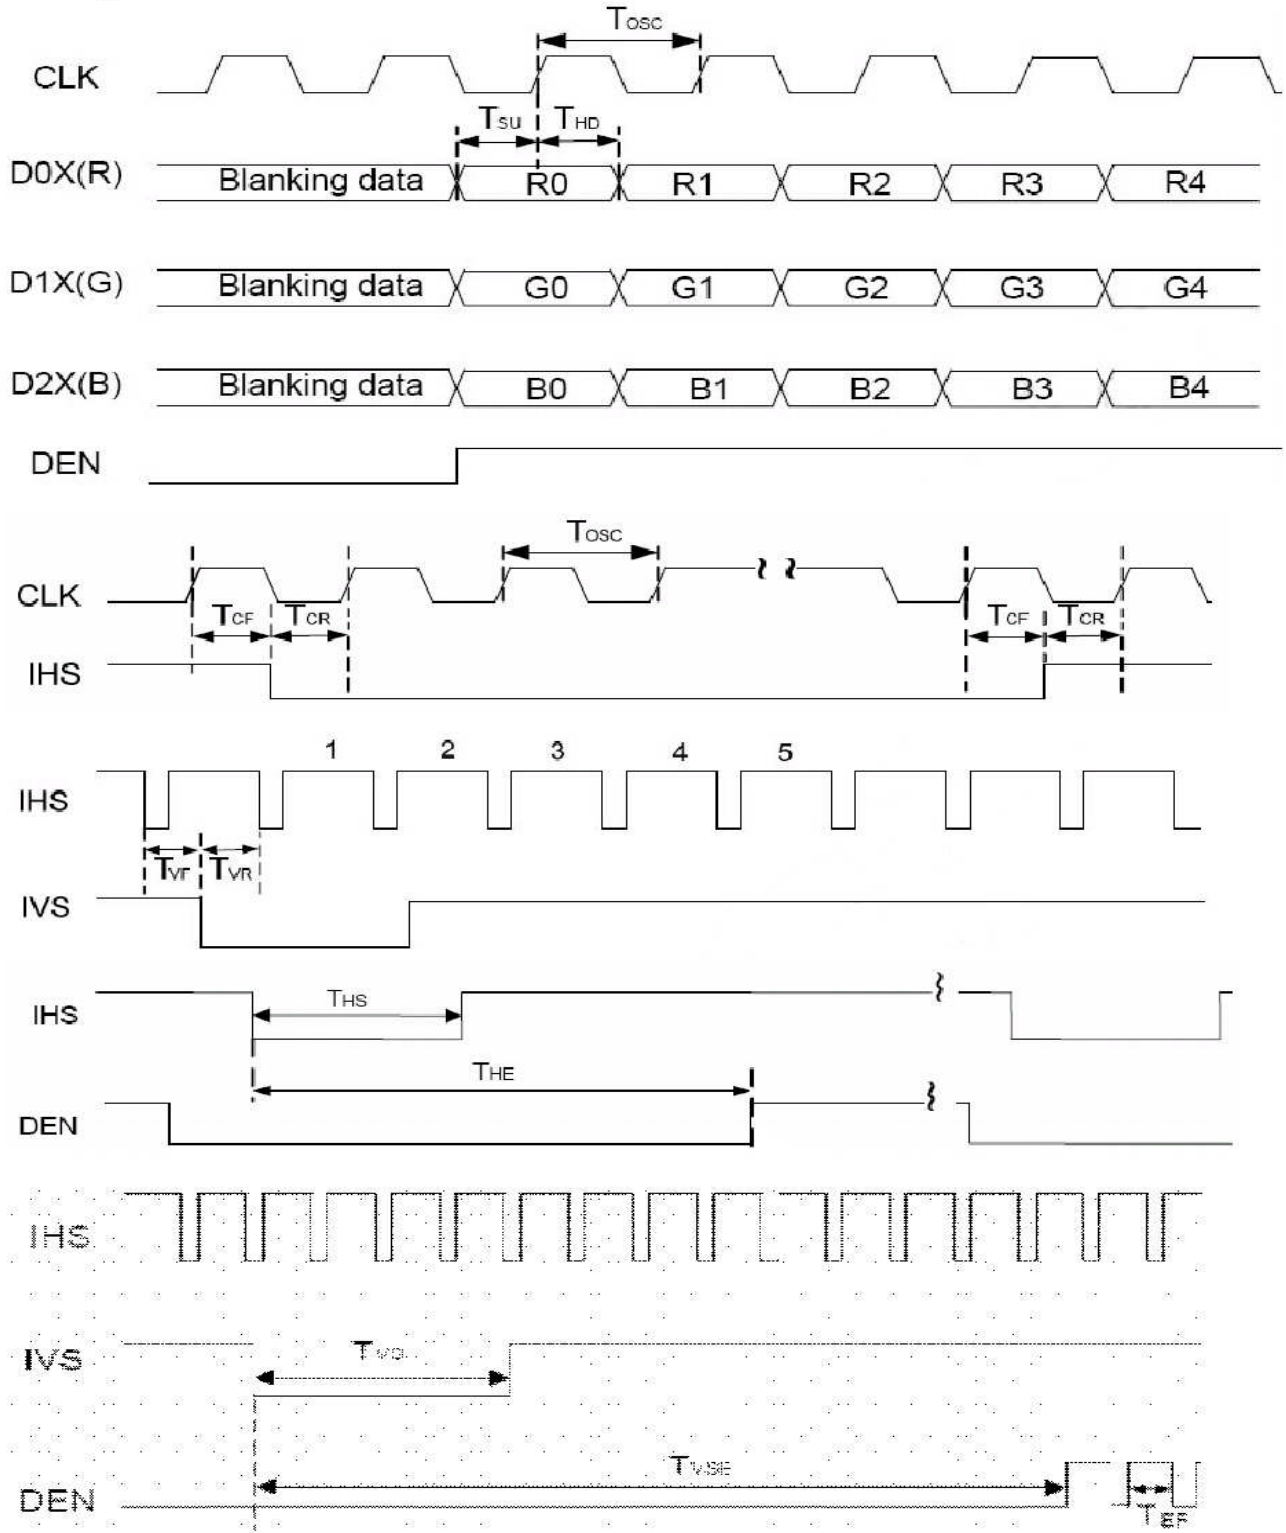 TOSC
CLK
TSU THD
D0X(R) Blanking data R0 R1 R2 R3 R4
D1X(G) Blanking data G0 G1 G2 G3 G4
D2X(B) Blanking data B0 B1 B2 B3 B4
DEN
TOSC
CLK
TCF TCR TCF TCR
IHS
1 2 3 4 5
IHS
TVF TVR
IVS
THS
IHS
THE
DEN
IHS
IVS
TVSE
DEN
TEF